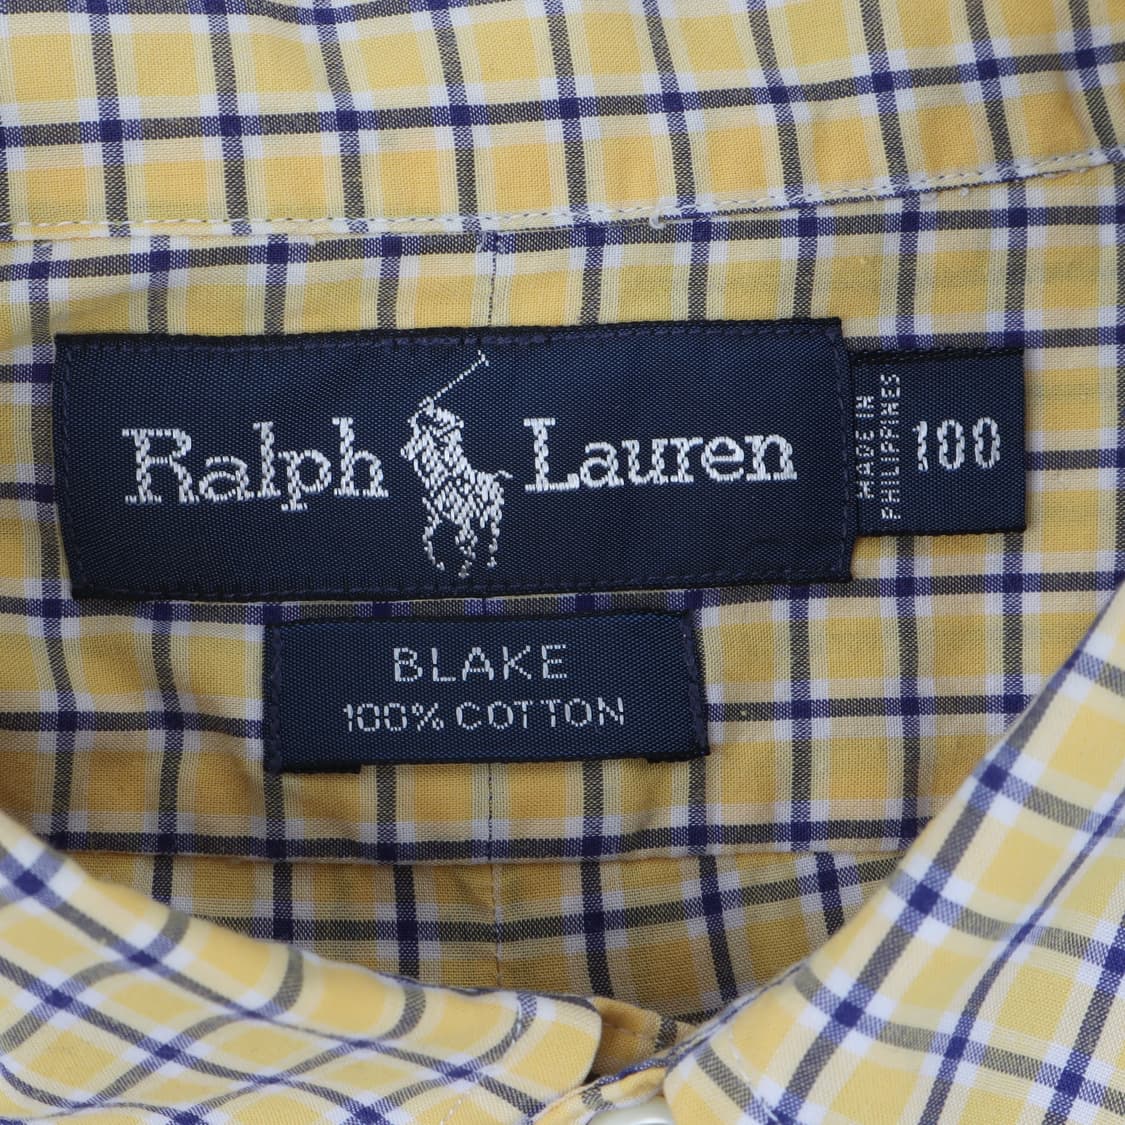 Ralph Lauren
MADE IN
PHILIPPINES
100
BLAKE
100% COTTON